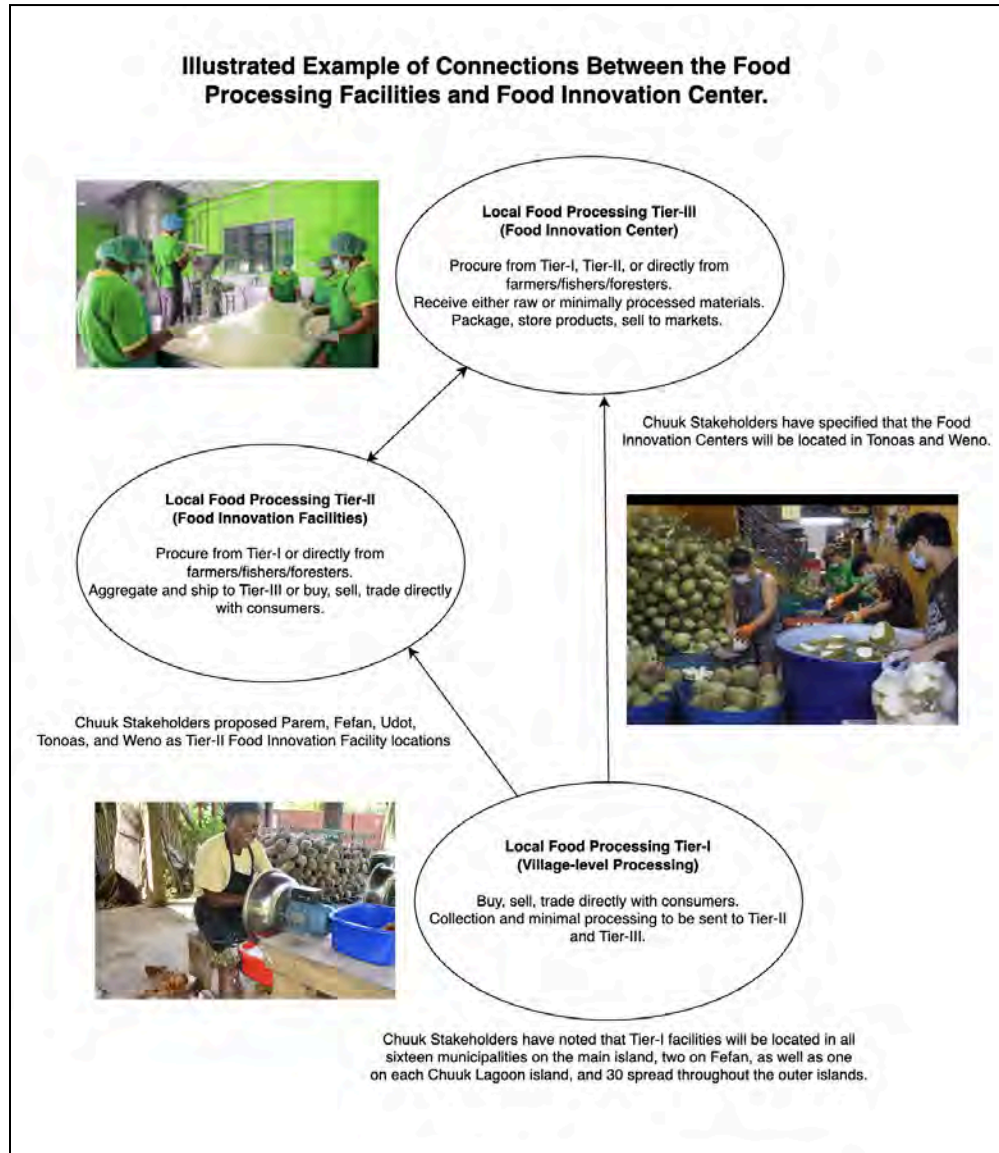 Illustrated Example of Connections Between the Food
Processing Facilities and Food Innovation Center.
Local Food Processing Tier-III
(Food Innovation Center)
Procure from Tier-I, Tier-II, or directly from
farmers/fishers/foresters.
Receive either raw or minimally processed materials.
Package, store products, sell to markets.
Chuuk Stakeholders have specified that the Food
Innovation Centers will be located in Tonoas and Weno.
Local Food Processing Tier-II
(Food Innovation Facilities)
Procure from Tier-I or directly from
farmers/fishers/foresters.
Aggregate and ship to Tier-III or buy, sell, trade directly
with consumers.
Chuuk Stakeholders proposed Parem, Fefan, Udot,
Tonoas, and Weno as Tier-II Food Innovation Facility locations
Local Food Processing Tier-I
(Village-level Processing)
Buy, sell, trade directly with consumers.
Collection and minimal processing to be sent to Tier-II
and Tier-III.
Chuuk Stakeholders have noted that Tier-I facilities will be located in all
sixteen municipalities on the main island, two on Fefan, as well as one
on each Chuuk Lagoon island, and 30 spread throughout the outer islands.